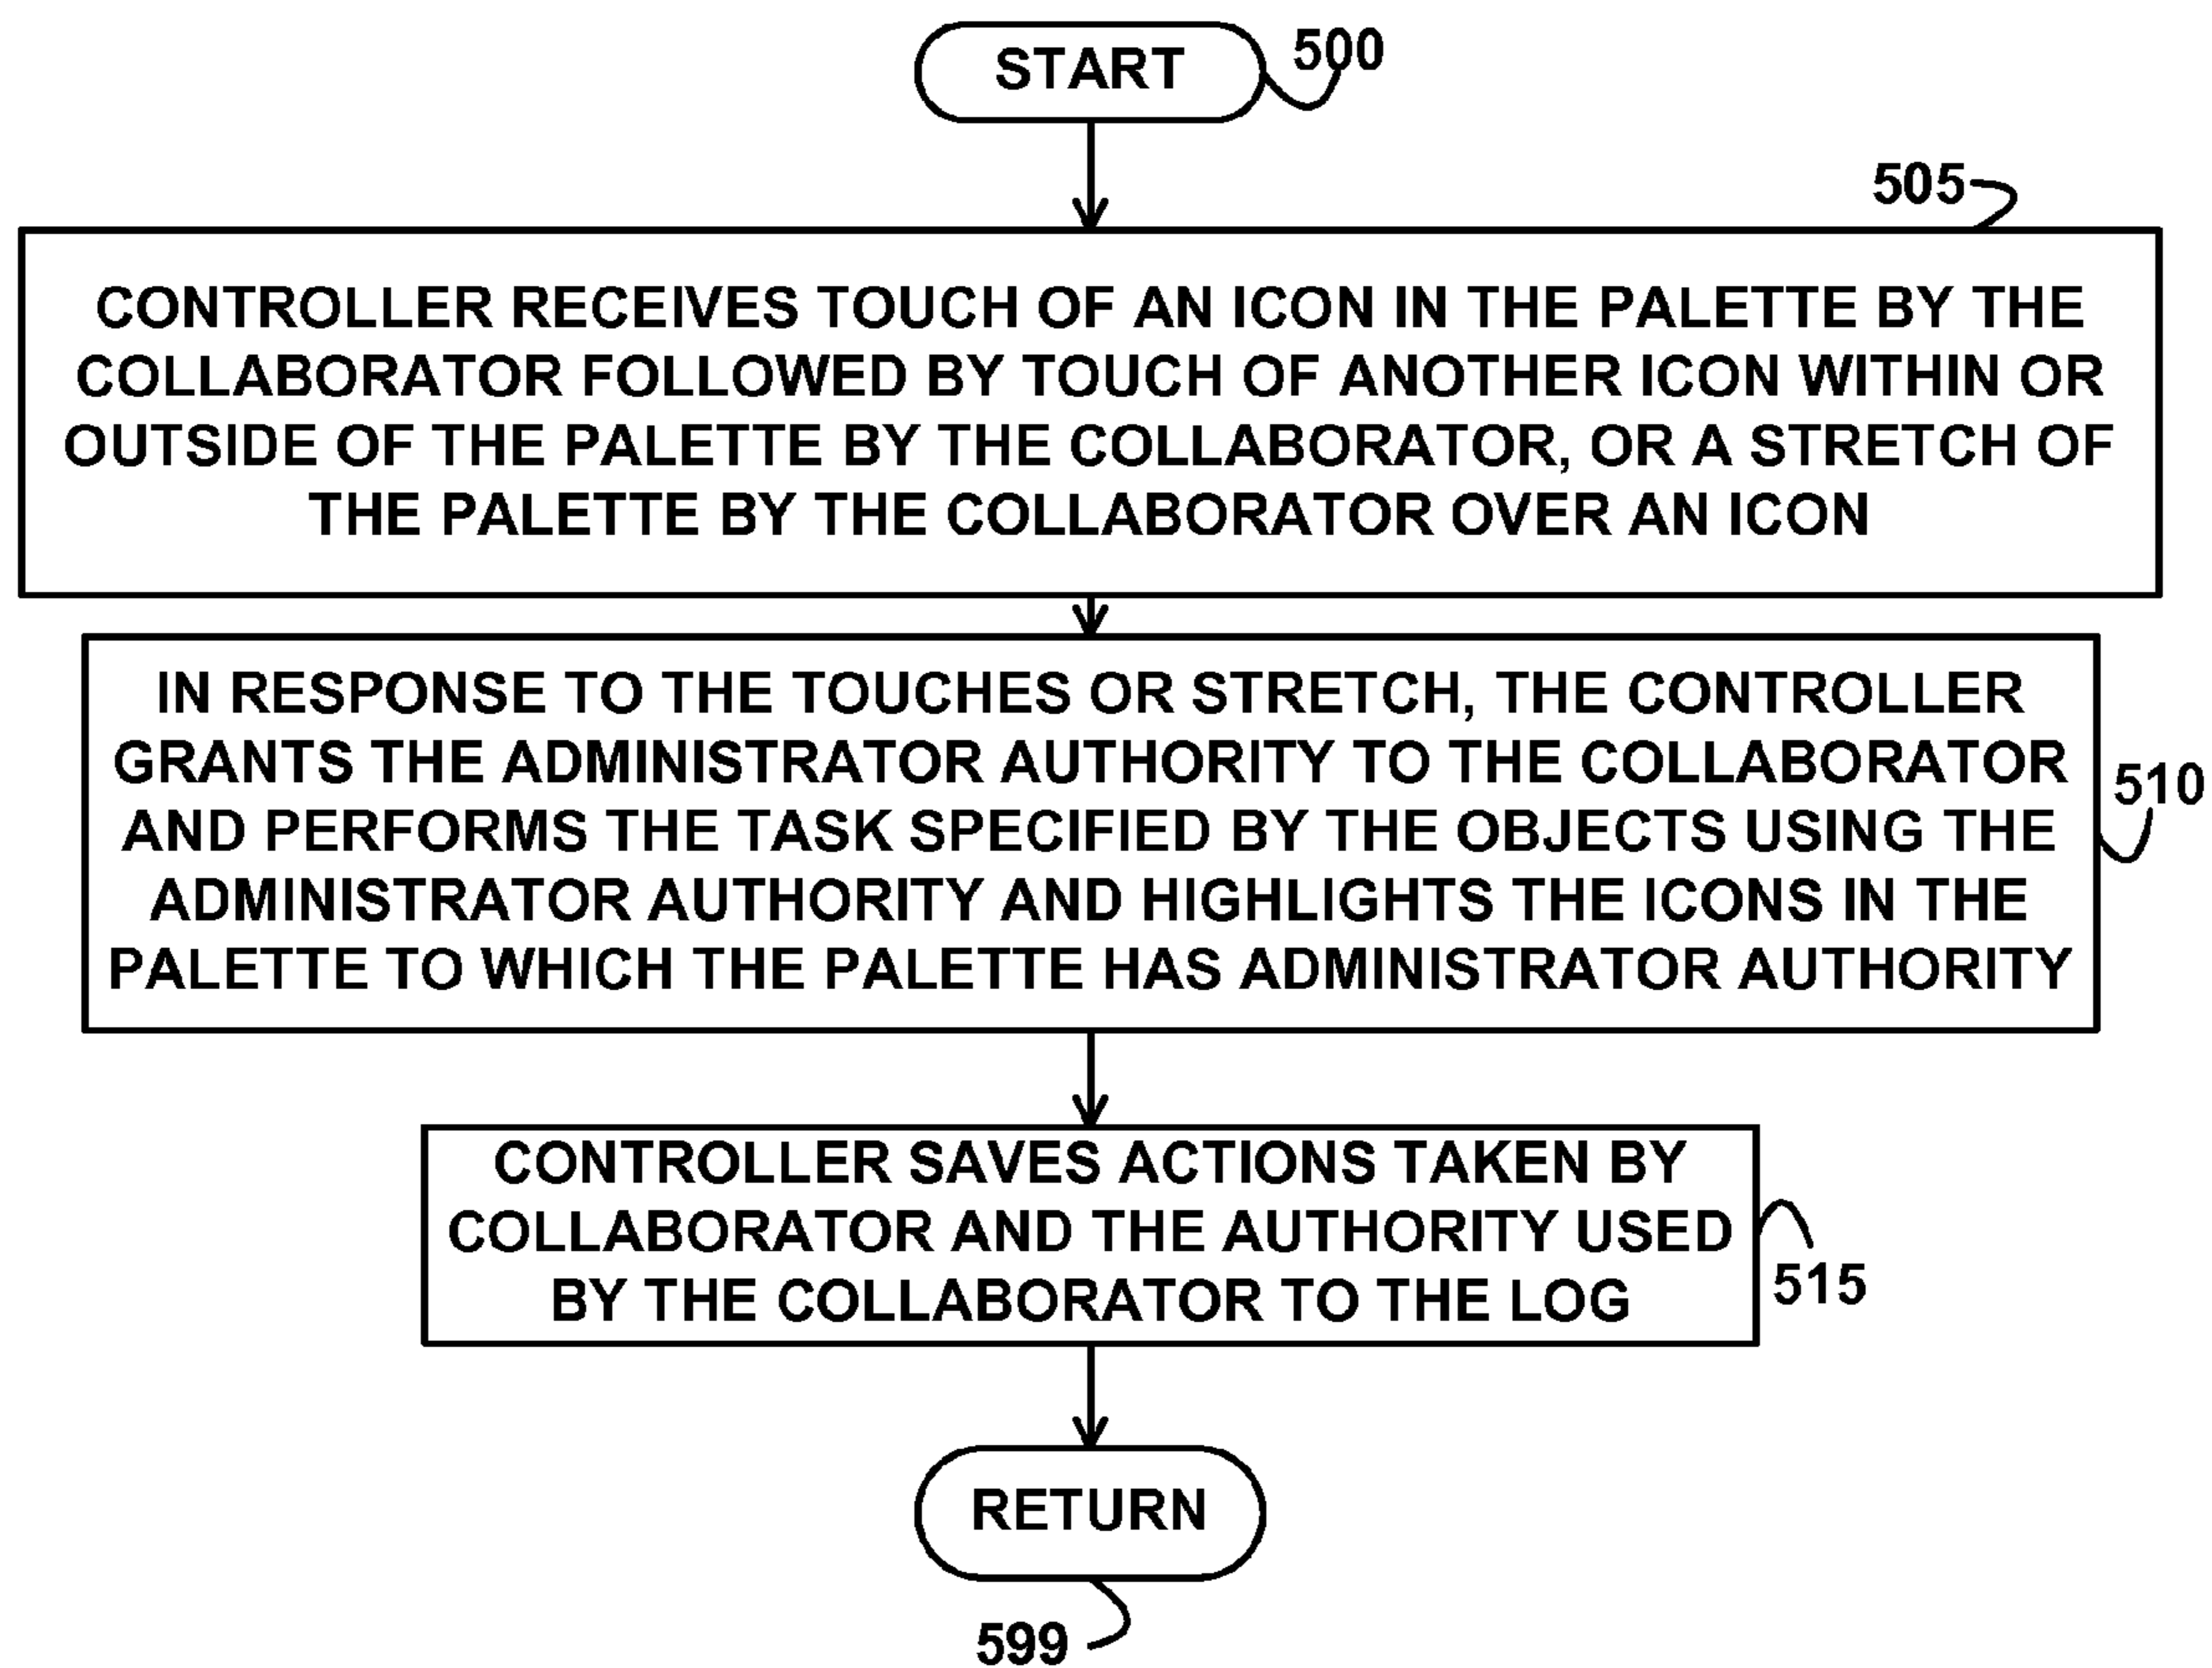 START
500
505
CONTROLLER RECEIVES TOUCH OF AN ICON IN THE PALETTE BY THE
COLLABORATOR FOLLOWED BY TOUCH OF ANOTHER ICON WITHIN OR
OUTSIDE OF THE PALETTE BY THE COLLABORATOR, OR A STRETCH OF
THE PALETTE BY THE COLLABORATOR OVER AN ICON
IN RESPONSE TO THE TOUCHES OR STRETCH, THE CONTROLLER
GRANTS THE ADMINISTRATOR AUTHORITY TO THE COLLABORATOR
AND PERFORMS THE TASK SPECIFIED BY THE OBJECTS USING THE
ADMINISTRATOR AUTHORITY AND HIGHLIGHTS THE ICONS IN THE
PALETTE TO WHICH THE PALETTE HAS ADMINISTRATOR AUTHORITY
510
CONTROLLER SAVES ACTIONS TAKEN BY
COLLABORATOR AND THE AUTHORITY USED
BY THE COLLABORATOR TO THE LOG
515
RETURN
599